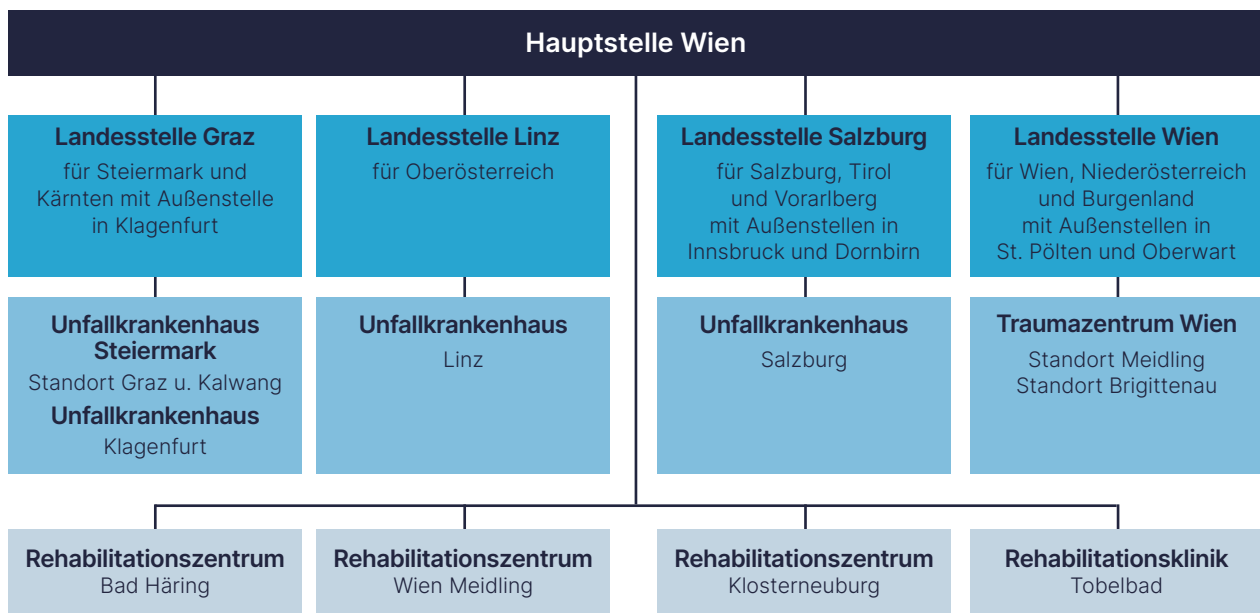 Hauptstelle Wien
Landesstelle Graz
für Steiermark und
Kärnten mit Außenstelle
in Klagenfurt
Landesstelle Linz
für Oberösterreich
Landesstelle Salzburg
für Salzburg, Tirol
und Vorarlberg
mit Außenstellen in
Innsbruck und Dornbirn
Landesstelle Wien
für Wien, Niederösterreich
und Burgenland
mit Außenstellen in
St. Pölten und Oberwart
Unfallkrankenhaus
Steiermark
Standort Graz u. Kalwang
Unfallkrankenhaus
Klagenfurt
Unfallkrankenhaus
Linz
Unfallkrankenhaus
Salzburg
Traumazentrum Wien
Standort Meidling
Standort Brigittenau
Rehabilitationszentrum
Bad Häring
Rehabilitationszentrum
Wien Meidling
Rehabilitationszentrum
Klosterneuburg
Rehabilitationsklinik
Tobelbad